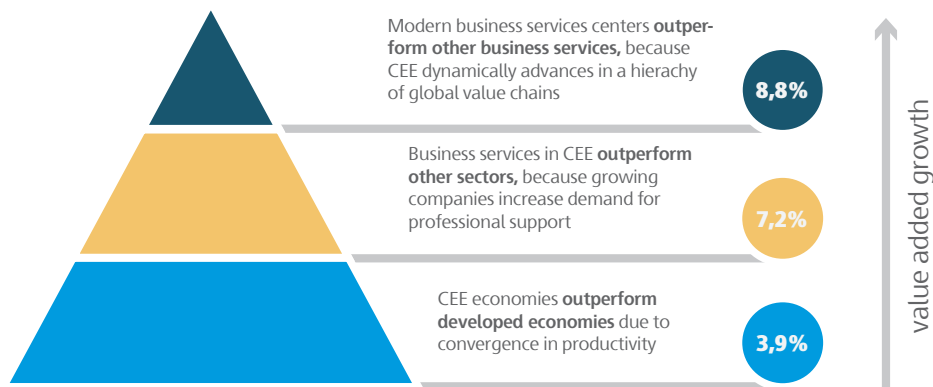 Modern business services centers outper-
form other business services, because
CEE dynamically advances in a hierachy
of global value chains
8,8%
Business services in CEE outperform
other sectors, because growing
companies increase demand for
professional support
7,2%
CEE economies outperform
developed economies due to
convergence in productivity
3,9%
value added growth